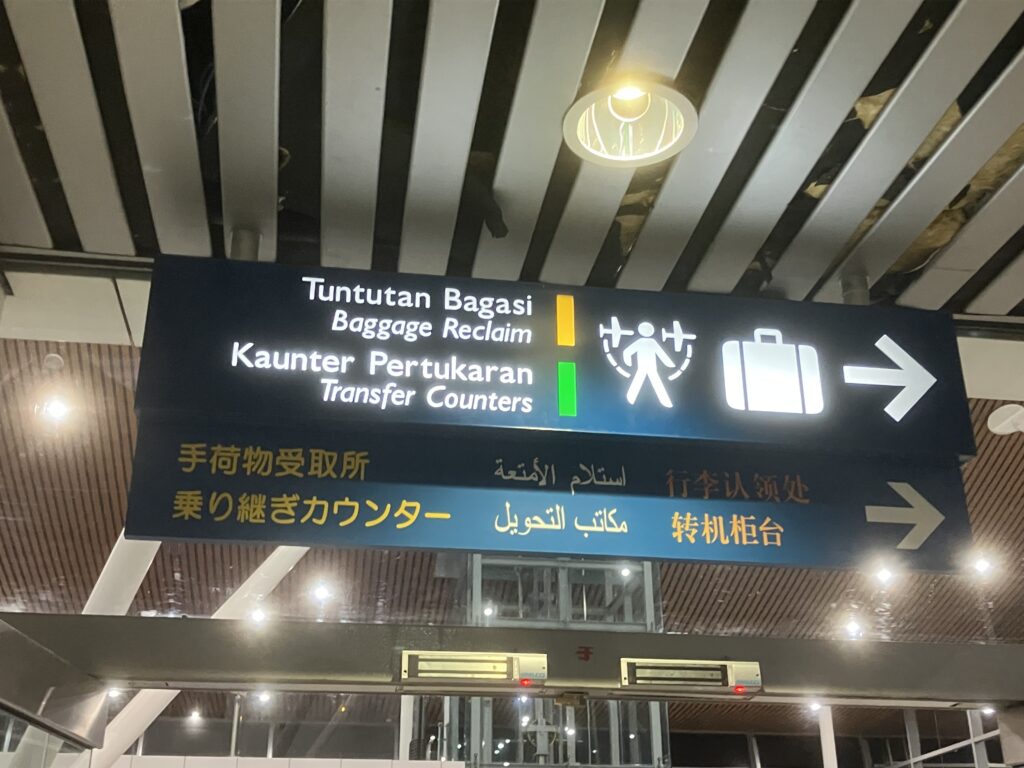 Tuntutan Bagasi
Baggage Reclaim
Kaunter Pertukaran
Transfer Counters
手荷物受取所
استلام الأمتعة
行李认领处
乗り継ぎカウンター
مكاتب التحويل
转机柜台